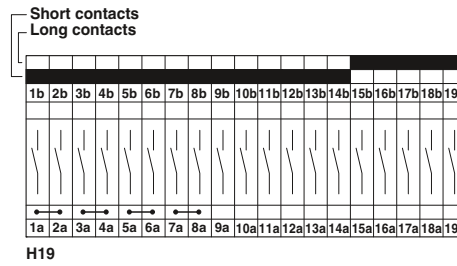 Short contacts
Long contacts
1b 2b 3b 4b 5b 6b 7b 8b 9b 10b 11b 12b 13b 14b 15b 16b 17b 18b 19
1a 2a 3a 4a 5a 6a 7a 8a 9a 10a 11a 12a 13a 14a 15a 16a 17a 18a 19
H19